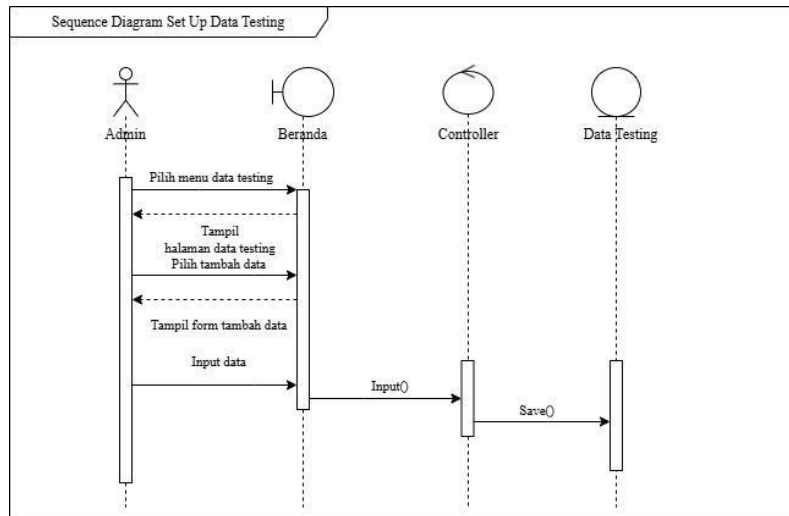 Sequence Diagram Set Up Data Testing
Admin
Beranda
Controller
Data Testing
Pilih menu data testing
Tampil
halaman data testing
Pilih tambah data
Tampil form tambah data
Input data
Input()
Save()